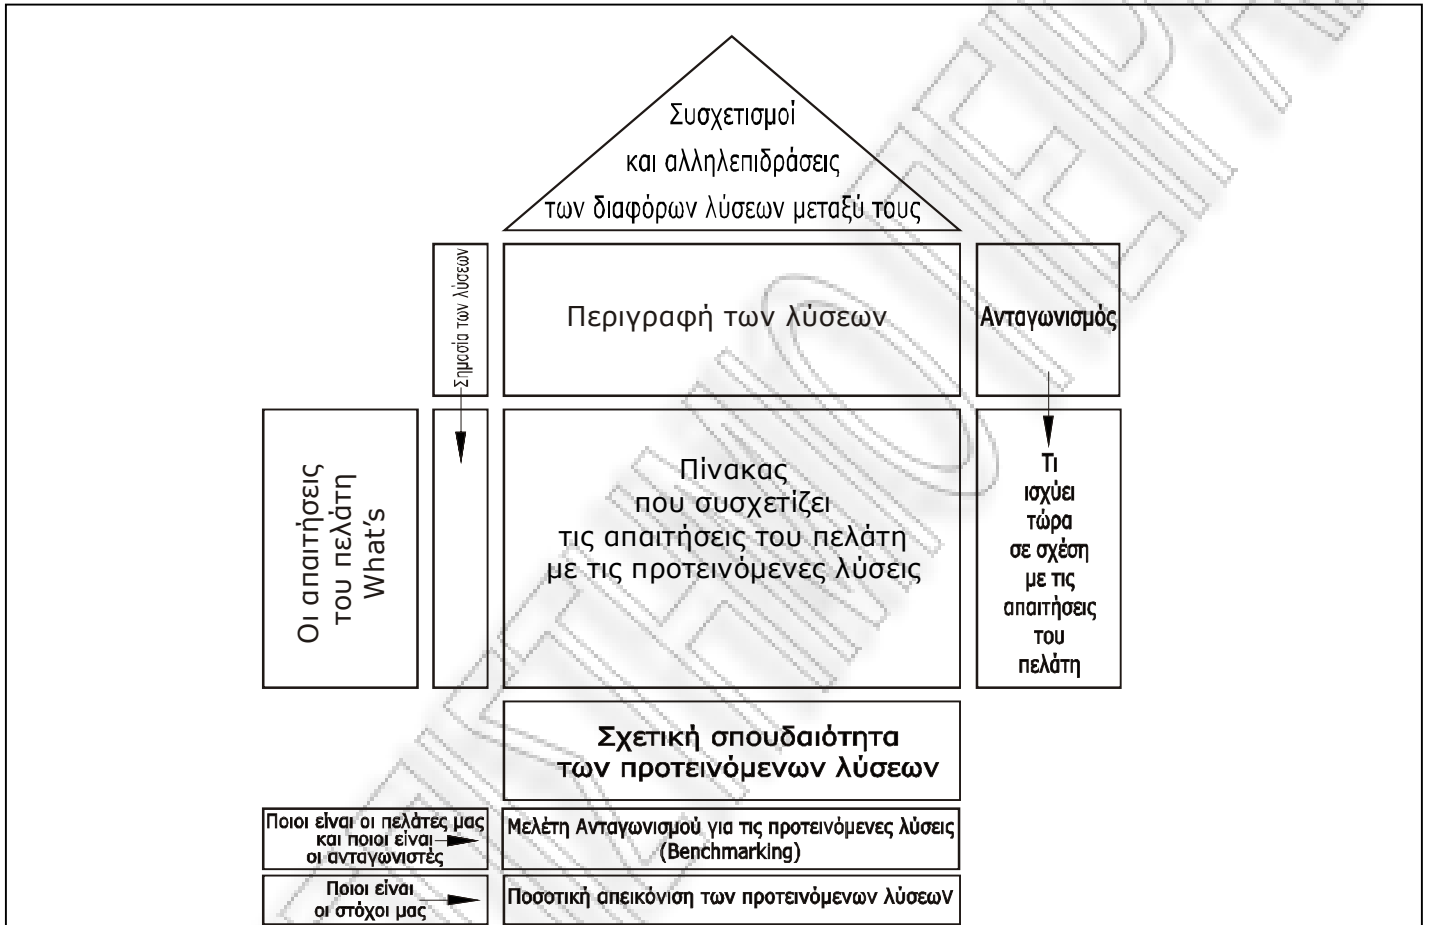 Συσχετισμοί
και αλληλεπιδράσεις
των διαφόρων λύσεων μεταξύ τους
Σημασία των λύσεων
Περιγραφή των λύσεων
Ανταγωνισμός
Οι απαιτήσεις
του πελάτη
What's
Πίνακας
που συσχετίζει
τις απαιτήσεις του πελάτη
με τις προτεινόμενες λύσεις
Τι
ισχύει
τώρα
σε σχέση
με τις
απαιτήσεις
του
πελάτη
Σχετική σπουδαιότητα
των προτεινόμενων λύσεων
Ποιοι είναι οι πελάτες μας
και ποιοι είναι
οι ανταγωνιστές
Μελέτη Ανταγωνισμού για τις προτεινόμενες λύσεις
(Benchmarking)
Ποιοι είναι
οι στόχοι μας
Ποσοτική απεικόνιση των προτεινόμενων λύσεων